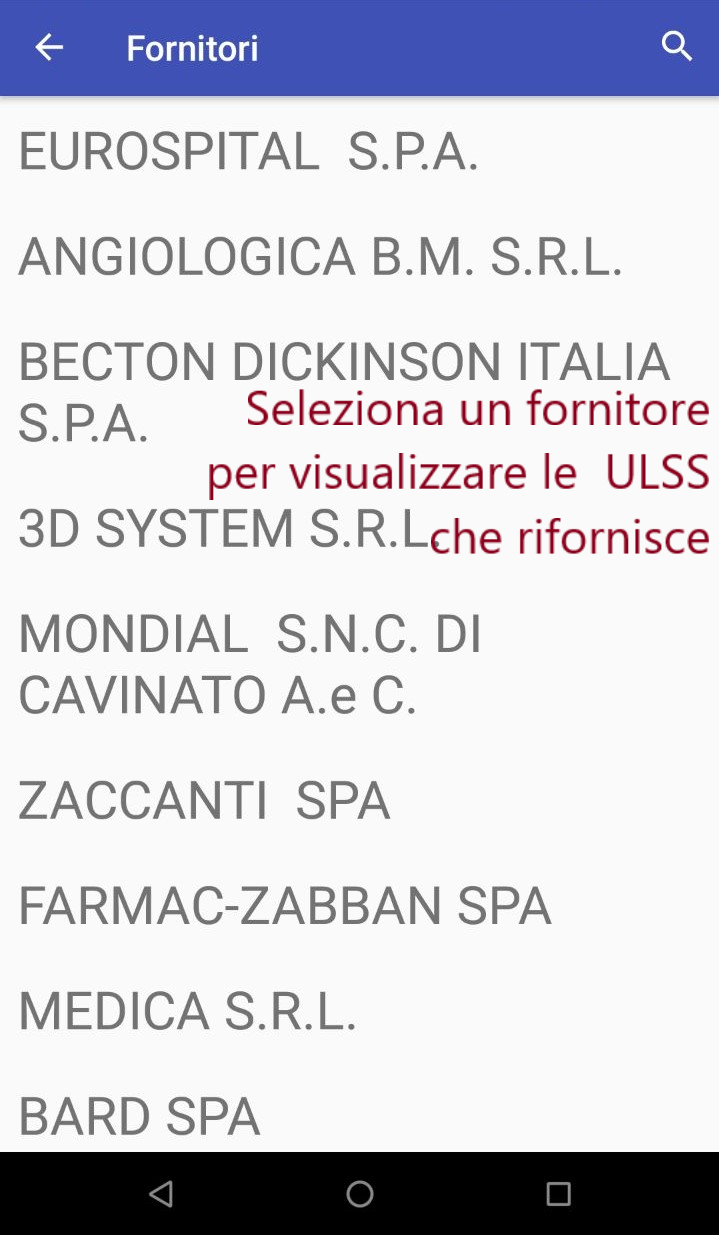 Fornitori
EUROSPITAL  S.P.A.
ANGIOLOGICA B.M. S.R.L.
BECTON DICKINSON ITALIA
S.P.A.
Seleziona un fornitore
per visualizzare le  ULSS
che rifornisce
3D SYSTEM S.R.L.
MONDIAL  S.N.C. DI
CAVINATO A.e C.
ZACCANTI  SPA
FARMAC-ZABBAN SPA
MEDICA S.R.L.
BARD SPA